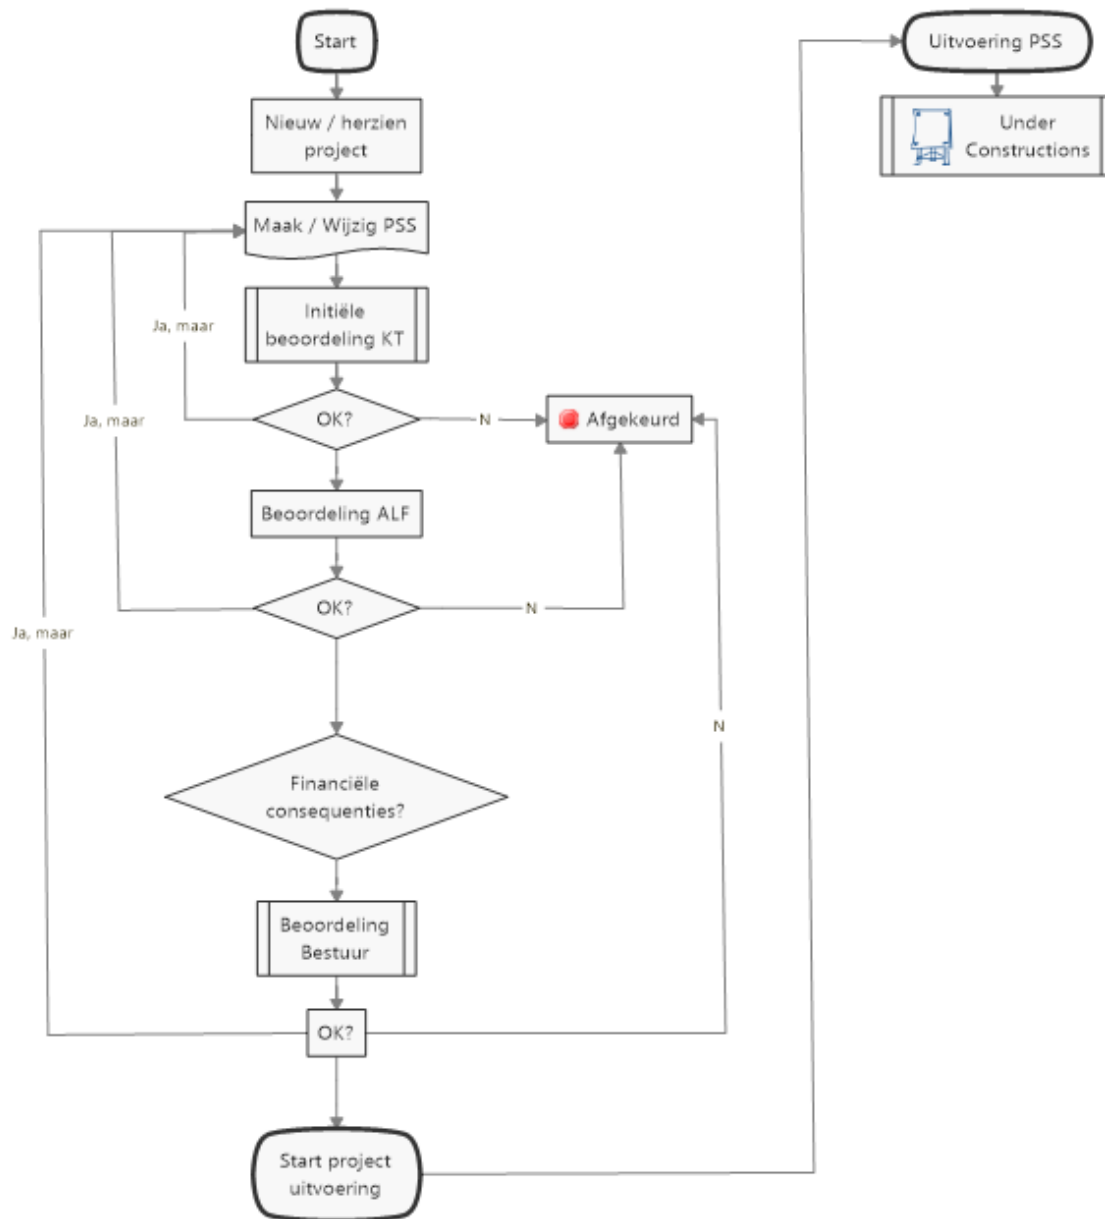 Start
Uitvoering PSS
Nieuw / herzien
project
Under
Constructions
Maak / Wijzig PSS
Initiële
beoordeling KT
Ja, maar
OK?
N
Afgekeurd
Ja, maar
Beoordeling ALF
OK?
N
Ja, maar
N
Financiële
consequenties?
Beoordeling
Bestuur
OK?
Start project
uitvoering